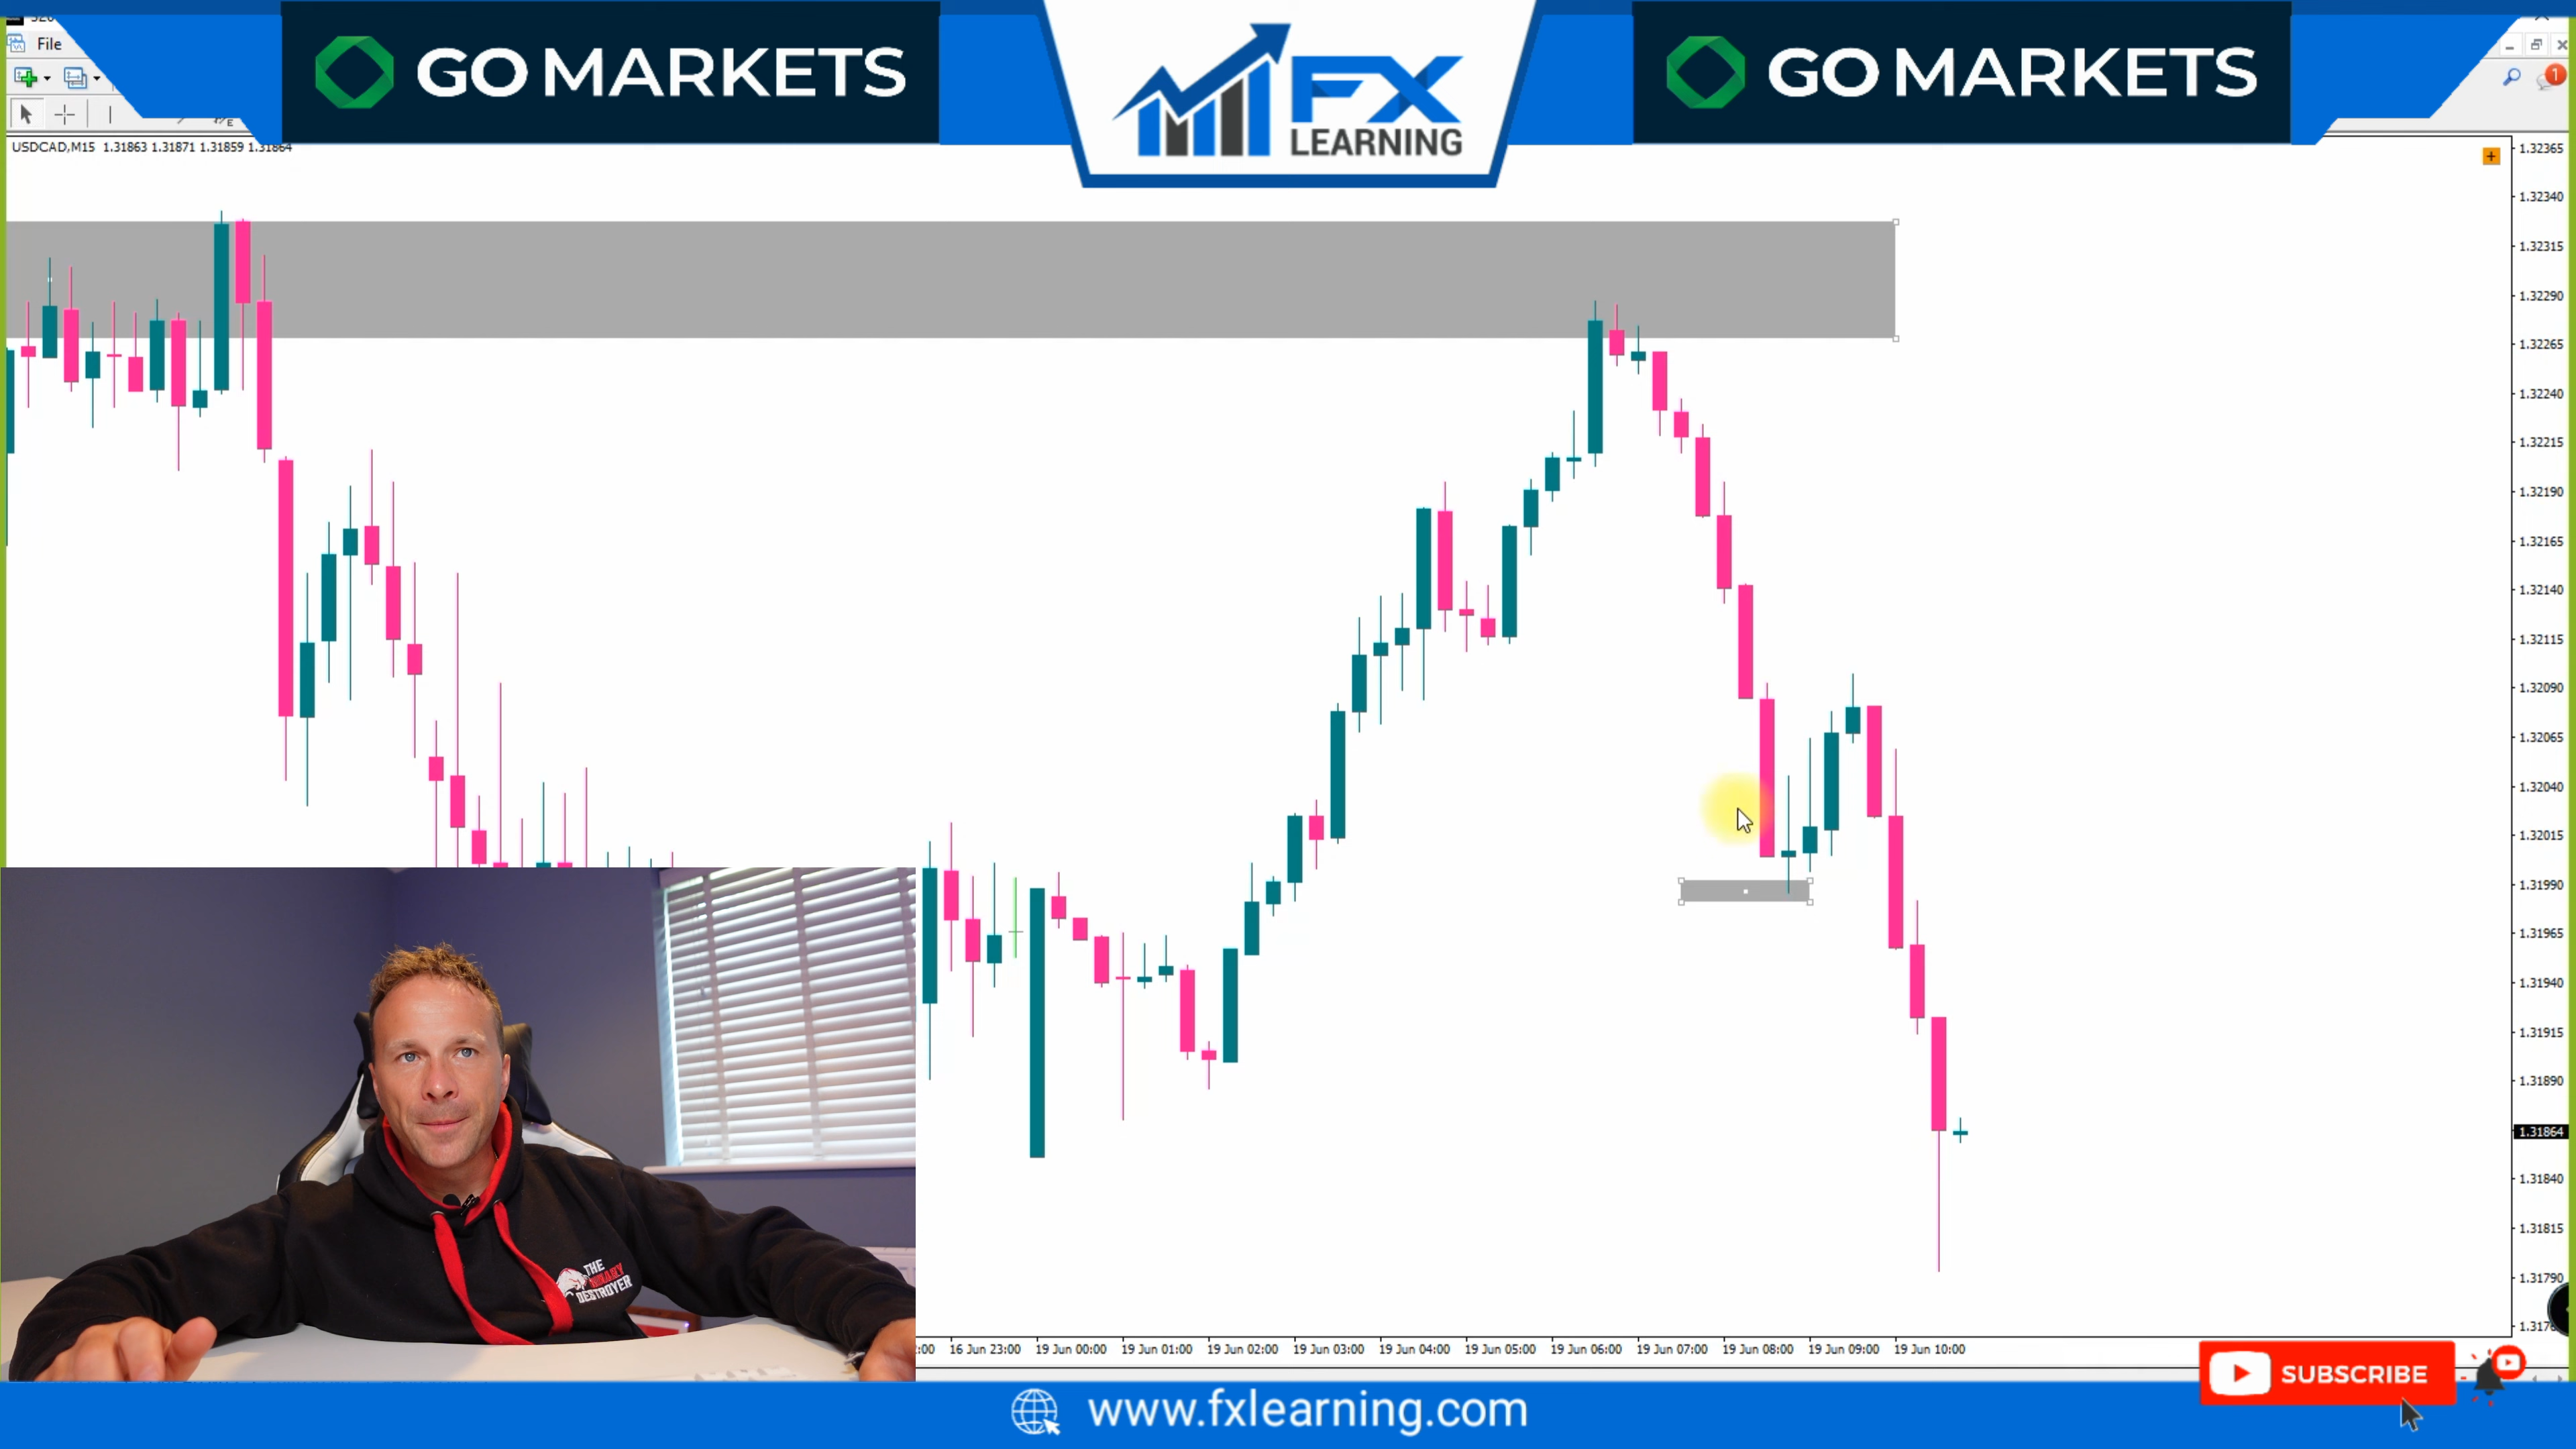 File
GO MARKETS
FX
LEARNING
GO MARKETS
1
USDCAD,M15 1.31863 1.31871 1.31859 1.31864
1.32365
1.32340
1.32315
1.32290
1.32265
1.32240
1.32215
1.32190
1.32165
1.32140
1.32115
1.32090
1.32065
1.32040
1.32015
1.31990
1.31965
1.31940
1.31915
1.31890
1.31864
1.31840
1.31815
1.31790
THE
BINARY
DESTROYER
:00 16 Jun 23:00 19 Jun 00:00 19 Jun 01:00 19 Jun 02:00 19 Jun 03:00 19 Jun 04:00 19 Jun 05:00 19 Jun 06:00 19 Jun 07:00 19 Jun 08:00 19 Jun 09:00 19 Jun 10:00
SUBSCRIBE
www.fxlearning.com